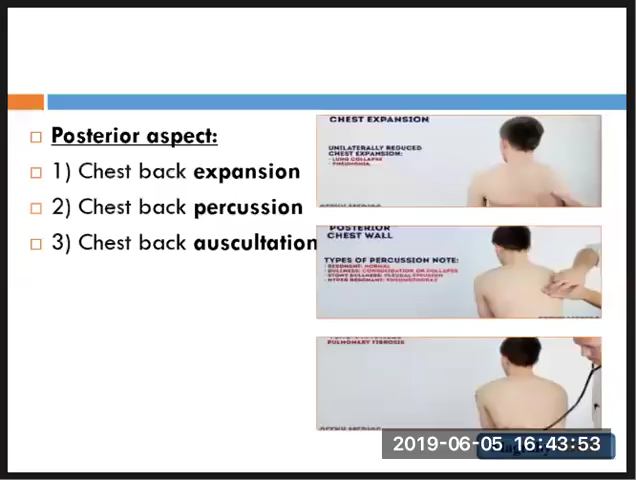 Posterior aspect:
1) Chest back expansion
2) Chest back percussion
3) Chest back auscultation
CHEST EXPANSION
UNILATERALLY REDUCED
CHEST EXPANSION:
- LUNG COLLAPSE
- PNEUMONIA
POSTERIOR
CHEST WALL
TYPES OF PERCUSSION NOTE:
- RESONANT: NORMAL
- DULLNESS: CONSOLIDATION OR COLLAPSE
- STONY DULLNESS: PLEURAL EFFUSION
- HYPER RESONANT: PNEUMOTHORAX
PULMONARY FIBROSIS
2019-06-05 16:43:53